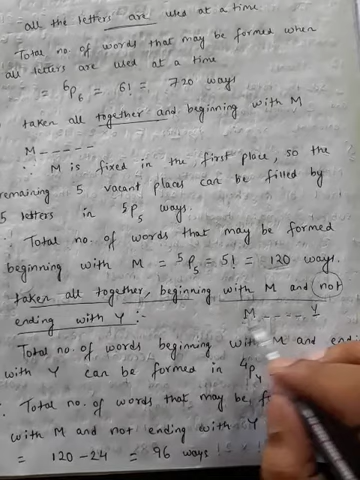 all the letters are used at a time
Total no. of words that may be formed when
all letters are used at a time
= ⁶P₆ = 6! = 720 ways
taken all together and beginning with M
M _ _ _ _ _
∵ M is fixed in the first place, so the
remaining 5 vacant places can be filled by
5 letters in ⁵P₅ ways.
∴ Total no. of words that may be formed
beginning with M = ⁵P₅ = 5! = 120 ways.
taken all together, beginning with M and not
ending with Y :-
M _ _ _ _ Y
Total no. of words beginning with M and
with Y can be formed in ⁴P
∴ Total no. of words that may be
with M and not ending with Y
= 120 - 24 = 96 ways